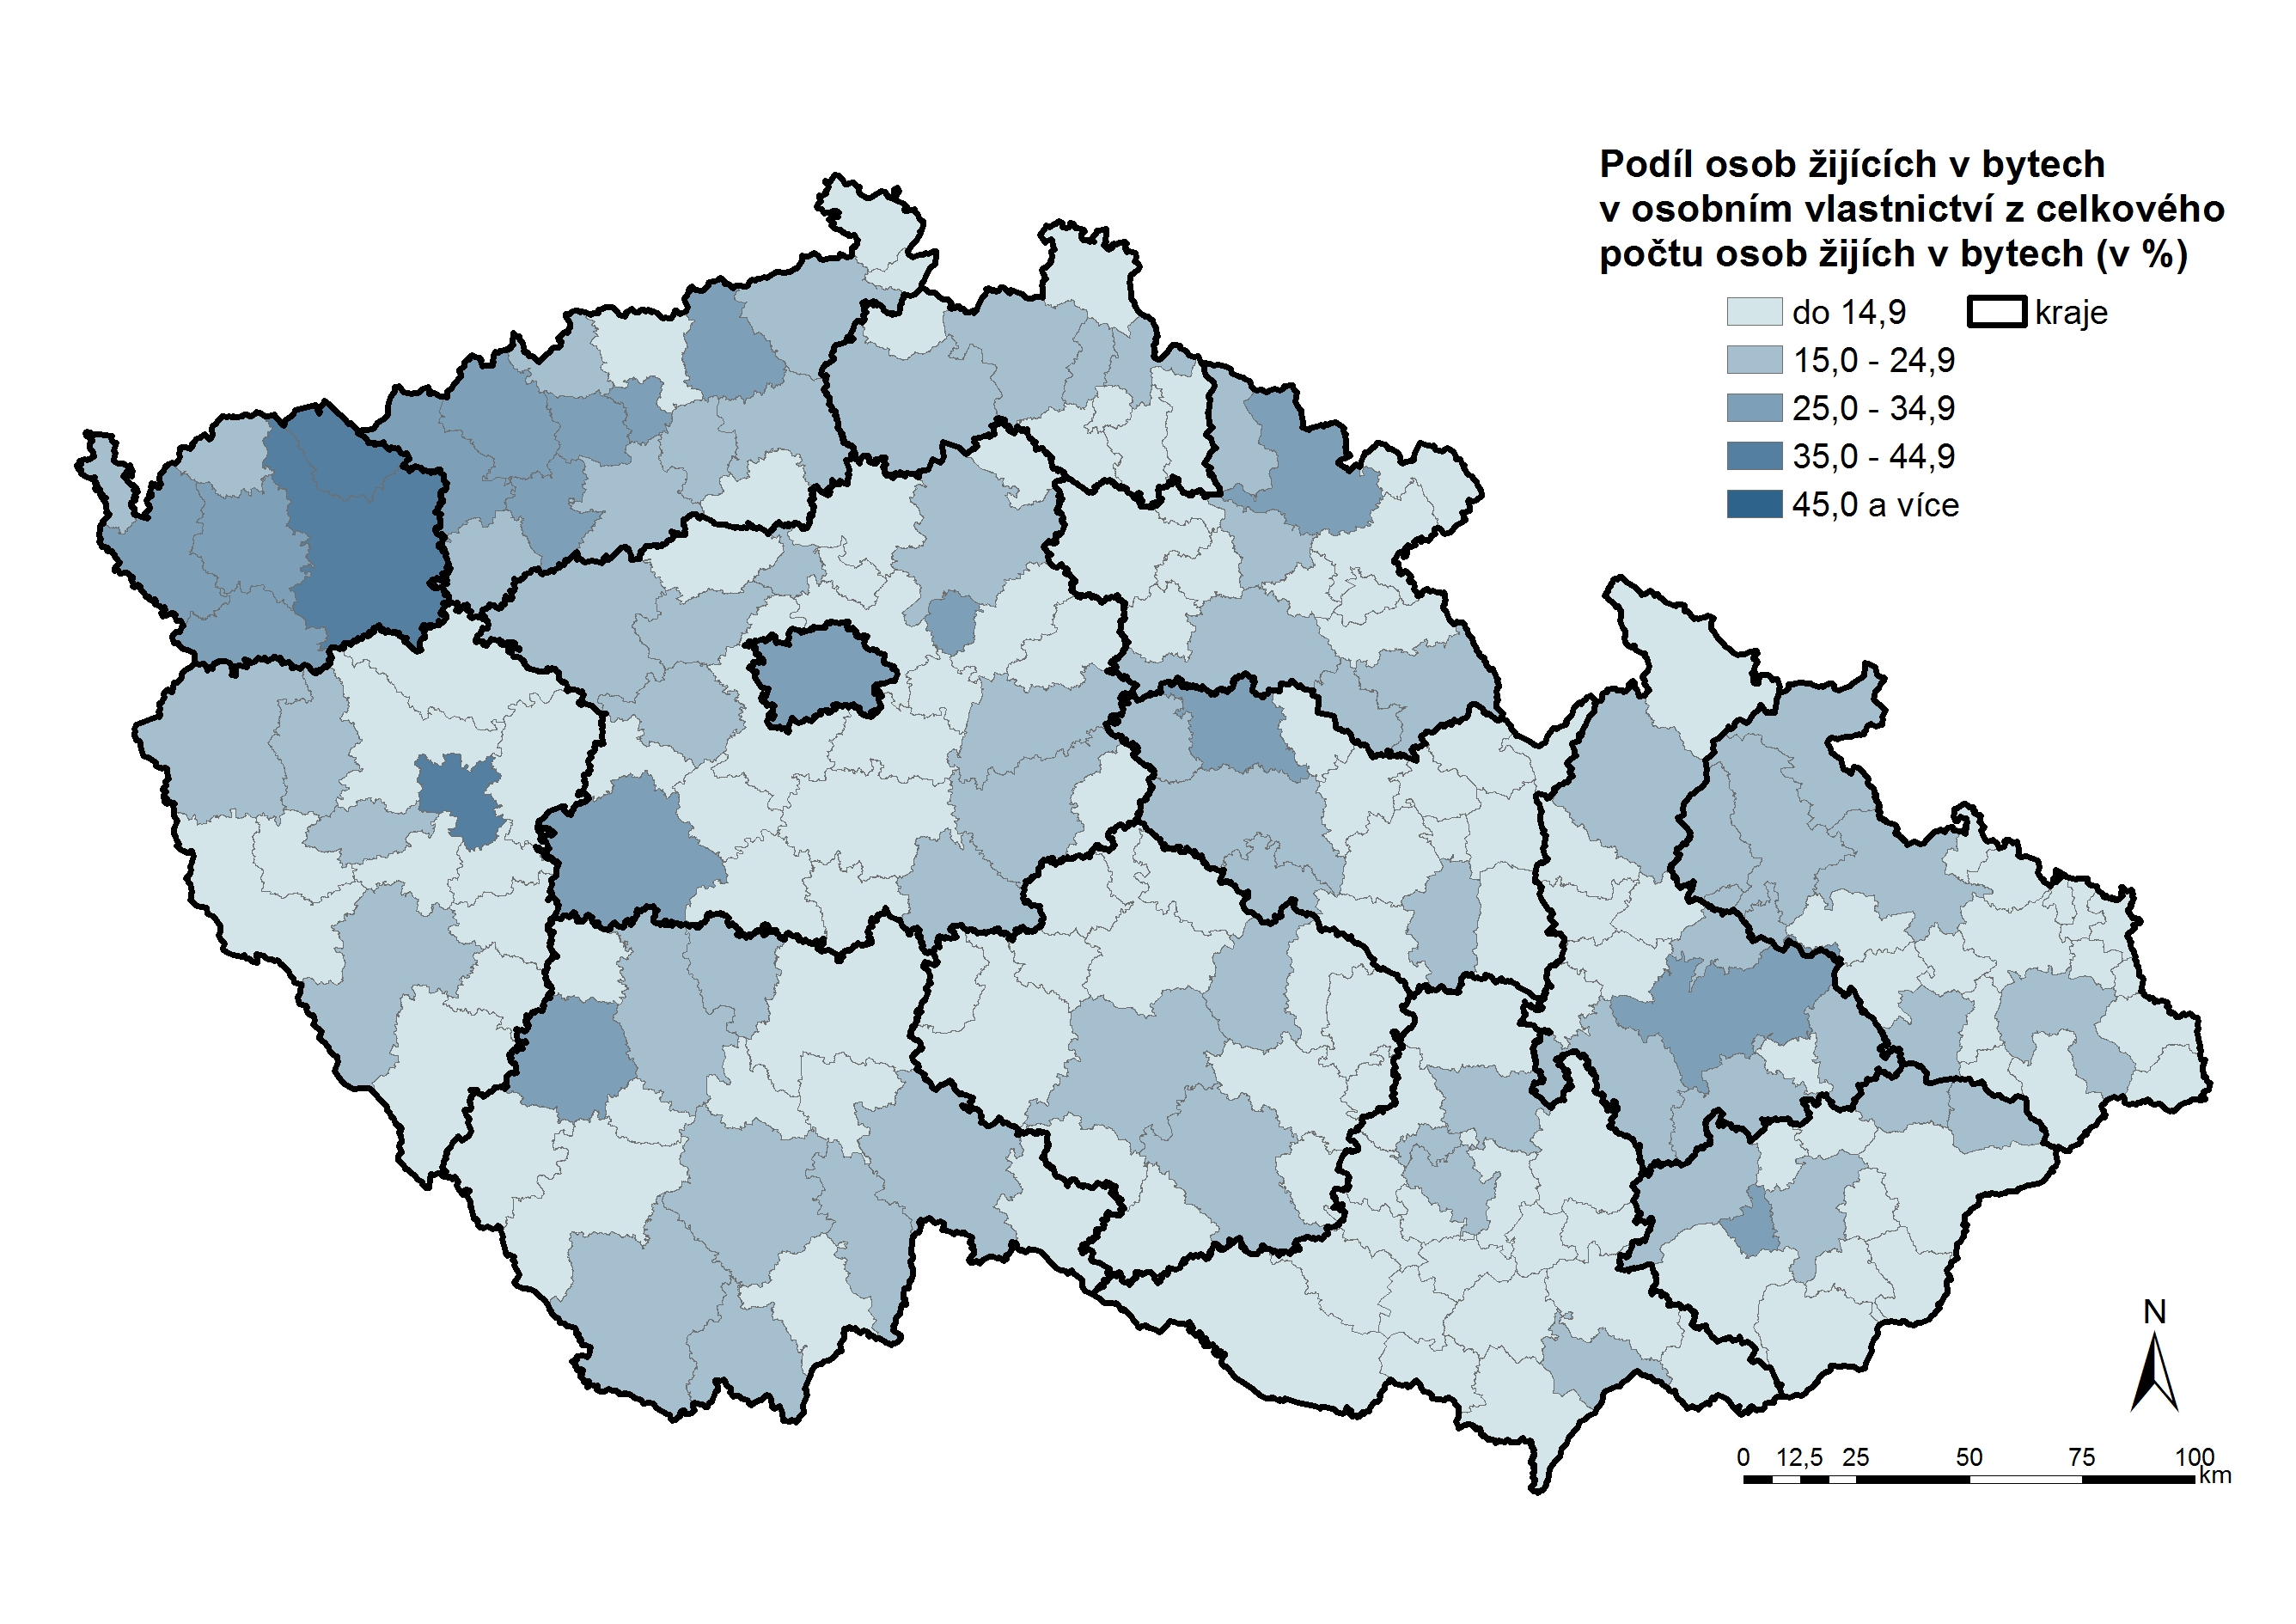 Podíl osob žijících v bytech
v osobním vlastnictví z celkového
počtu osob žijích v bytech (v %)
do 14,9 kraje
15,0 - 24,9
25,0 - 34,9
35,0 - 44,9
45,0 a více
N
0 12,5 25 50 75 100
km